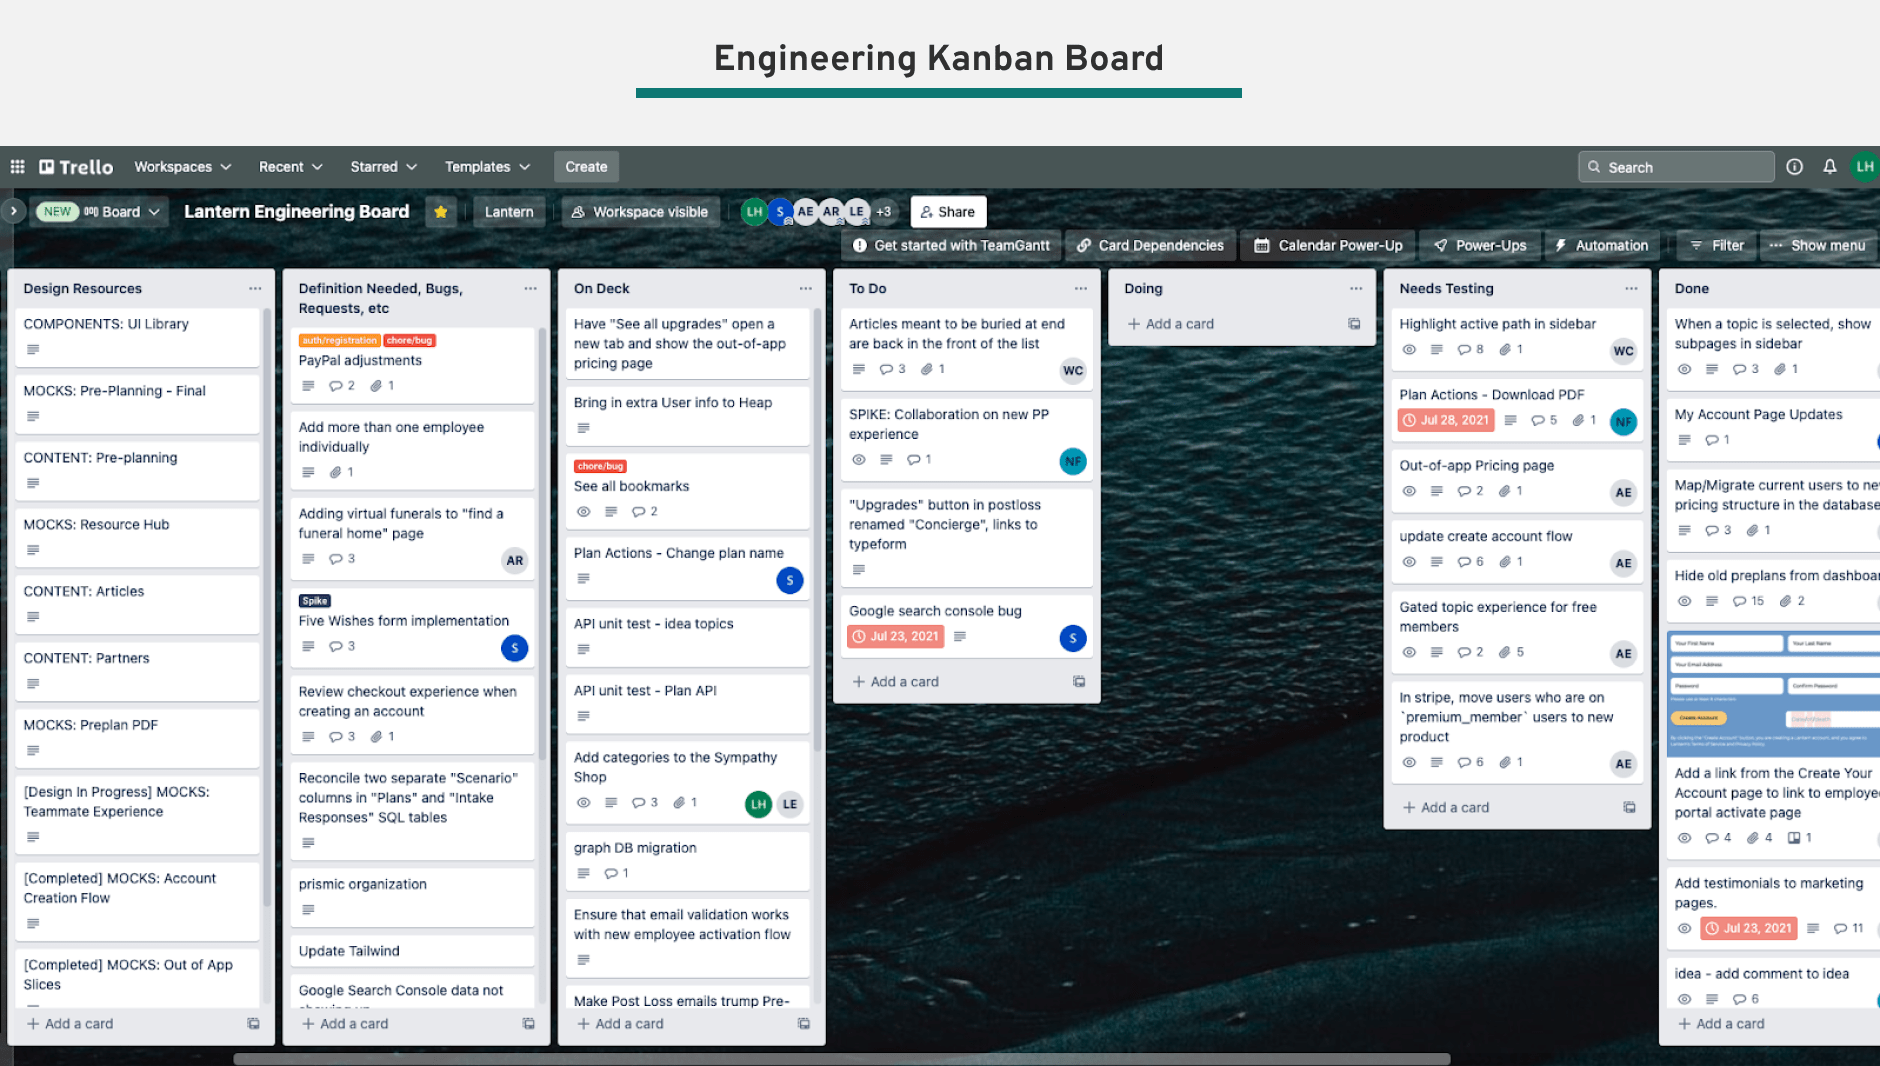 Engineering Kanban Board
Trello Workspaces Recent Starred Templates Create Search LH
NEW Board Lantern Engineering Board Lantern Workspace visible LH S AE AR LE +3 Share
Get started with TeamGantt Card Dependencies Calendar Power-Up Power-Ups Automation Filter Show menu
Design Resources
COMPONENTS: UI Library
MOCKS: Pre-Planning - Final
CONTENT: Pre-planning
MOCKS: Resource Hub
CONTENT: Articles
CONTENT: Partners
MOCKS: Preplan PDF
[Design In Progress] MOCKS:
Teammate Experience
[Completed] MOCKS: Account
Creation Flow
[Completed] MOCKS: Out of App
Slices
+ Add a card
Definition Needed, Bugs,
Requests, etc
auth/registration chore/bug
PayPal adjustments
2 1
Add more than one employee
individually
1
Adding virtual funerals to "find a
funeral home" page
3 AR
Spike
Five Wishes form implementation
3 S
Review checkout experience when
creating an account
3 1
Reconcile two separate "Scenario"
columns in "Plans" and "Intake
Responses" SQL tables
prismic organization
Update Tailwind
Google Search Console data not
+ Add a card
On Deck
Have "See all upgrades" open a
new tab and show the out-of-app
pricing page
Bring in extra User info to Heap
chore/bug
See all bookmarks
2
Plan Actions - Change plan name
S
API unit test - idea topics
API unit test - Plan API
Add categories to the Sympathy
Shop
3 1 LH LE
graph DB migration
1
Ensure that email validation works
with new employee activation flow
Make Post Loss emails trump Pre-
+ Add a card
To Do
Articles meant to be buried at end
are back in the front of the list
3 1 WC
SPIKE: Collaboration on new PP
experience
1 NF
"Upgrades" button in postloss
renamed "Concierge", links to
typeform
Google search console bug
Jul 23, 2021 S
+ Add a card
Doing
+ Add a card
Needs Testing
Highlight active path in sidebar
8 1 WC
Plan Actions - Download PDF
Jul 28, 2021 5 1 NF
Out-of-app Pricing page
2 1 AE
update create account flow
6 1 AE
Gated topic experience for free
members
2 5 AE
In stripe, move users who are on
`premium_member` users to new
product
6 1 AE
+ Add a card
Done
When a topic is selected, show
subpages in sidebar
3 1
My Account Page Updates
1
Map/Migrate current users to
pricing structure in the database
3 1
Hide old preplans from
15 2
Your First Name Your Last Name
Your Email Address
Password Confirm Password
Create Account
Add a link from the Create Your
Account page to link to
portal activate page
4 4 1
Add testimonials to marketing
pages.
Jul 23, 2021 11
idea - add comment to idea
6
+ Add a card